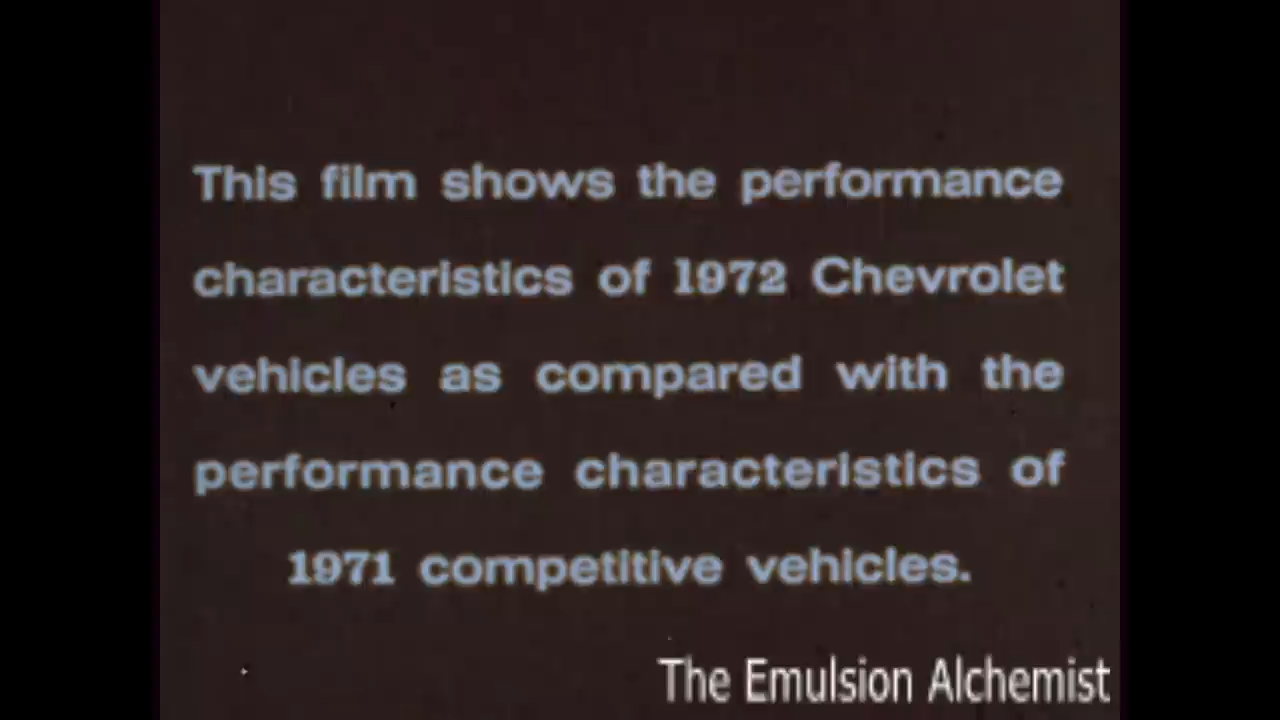 This film shows the performance
characteristics of 1972 Chevrolet
vehicles as compared with the
performance characteristics of
1971 competitive vehicles.
The Emulsion Alchemist